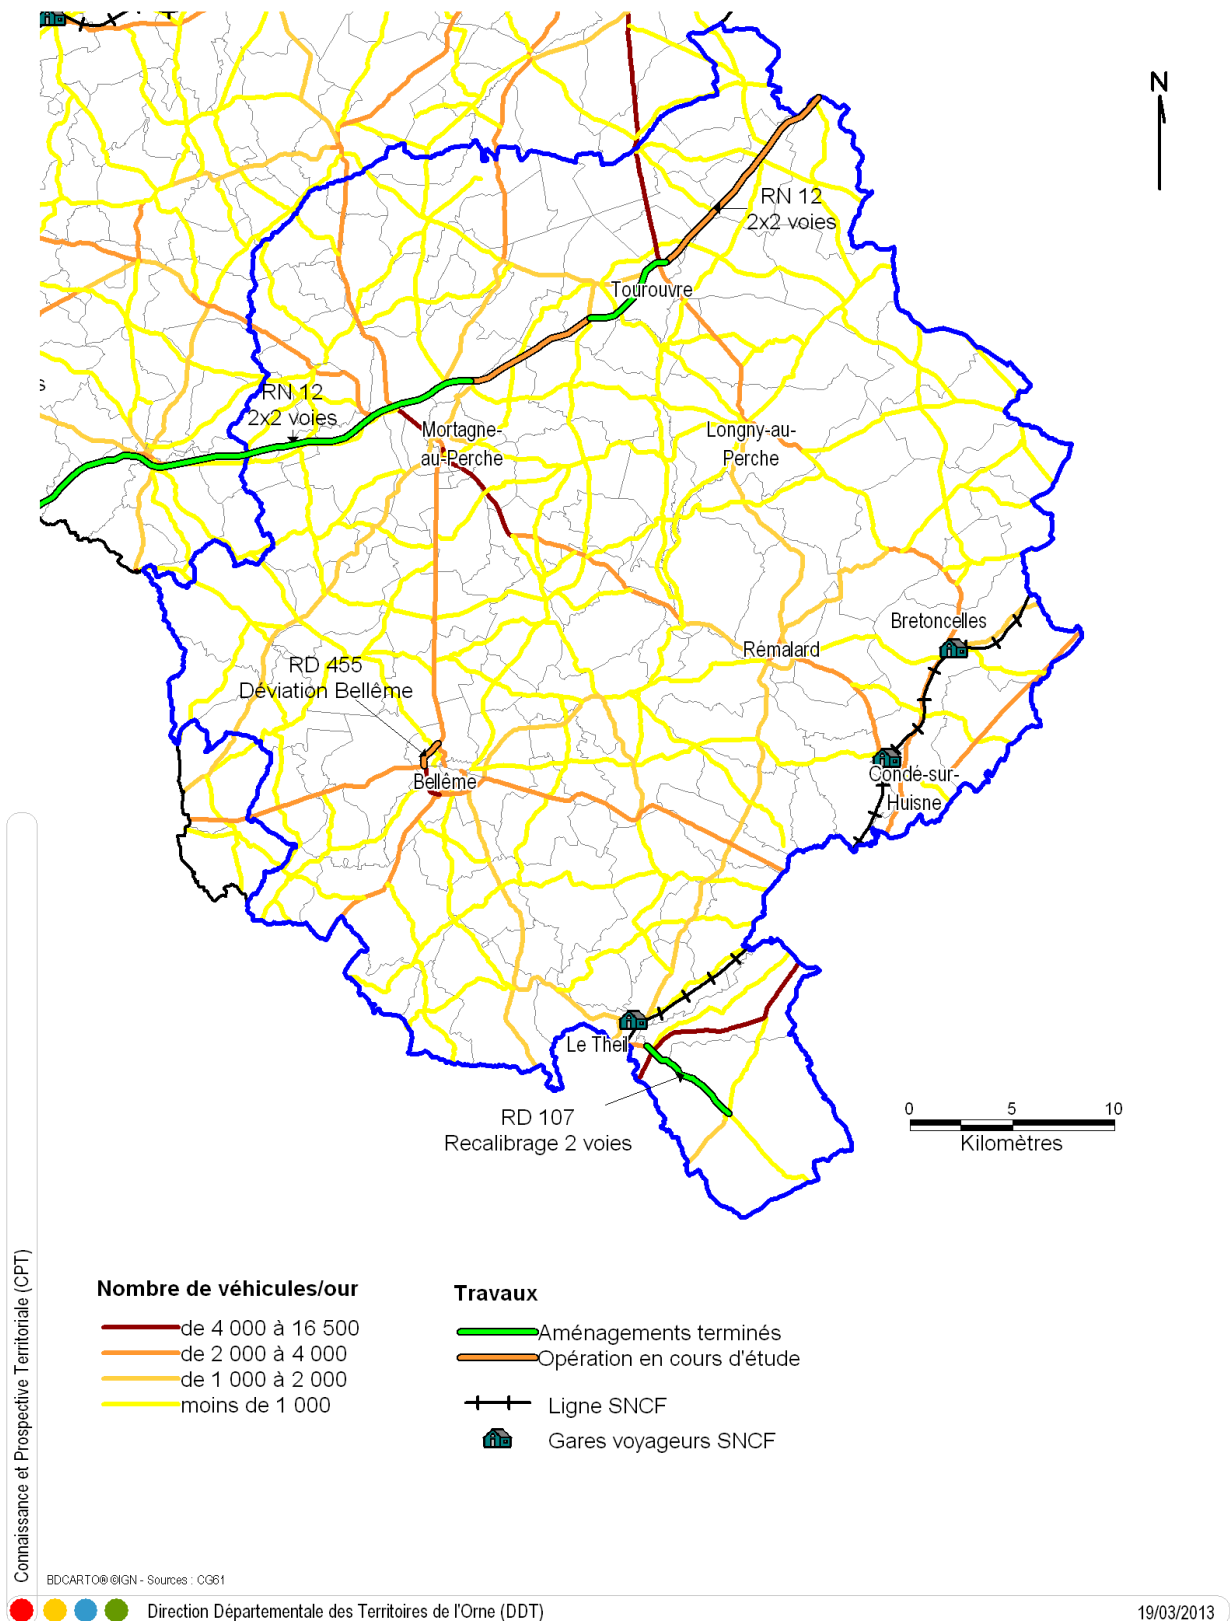 N
RN 12
2x2 voies
Tourouvre
s
RN 12
2x2 voies
Mortagne-
au-Perche
Longny-au-
Perche
Bretoncelles
Rémalard
RD 455
Déviation Bellême
Bellême
Condé-sur-
Huisne
Le Theil
RD 107
Recalibrage 2 voies
0 5 10
Kilomètres
Nombre de véhicules/our
de 4 000 à 16 500
de 2 000 à 4 000
de 1 000 à 2 000
moins de 1 000
Travaux
Aménagements terminés
Opération en cours d'étude
Ligne SNCF
Gares voyageurs SNCF
Connaissance et Prospective Territoriale (CPT)
BDCARTO® ©IGN - Sources : CG61
Direction Départementale des Territoires de l'Orne (DDT)
19/03/2013